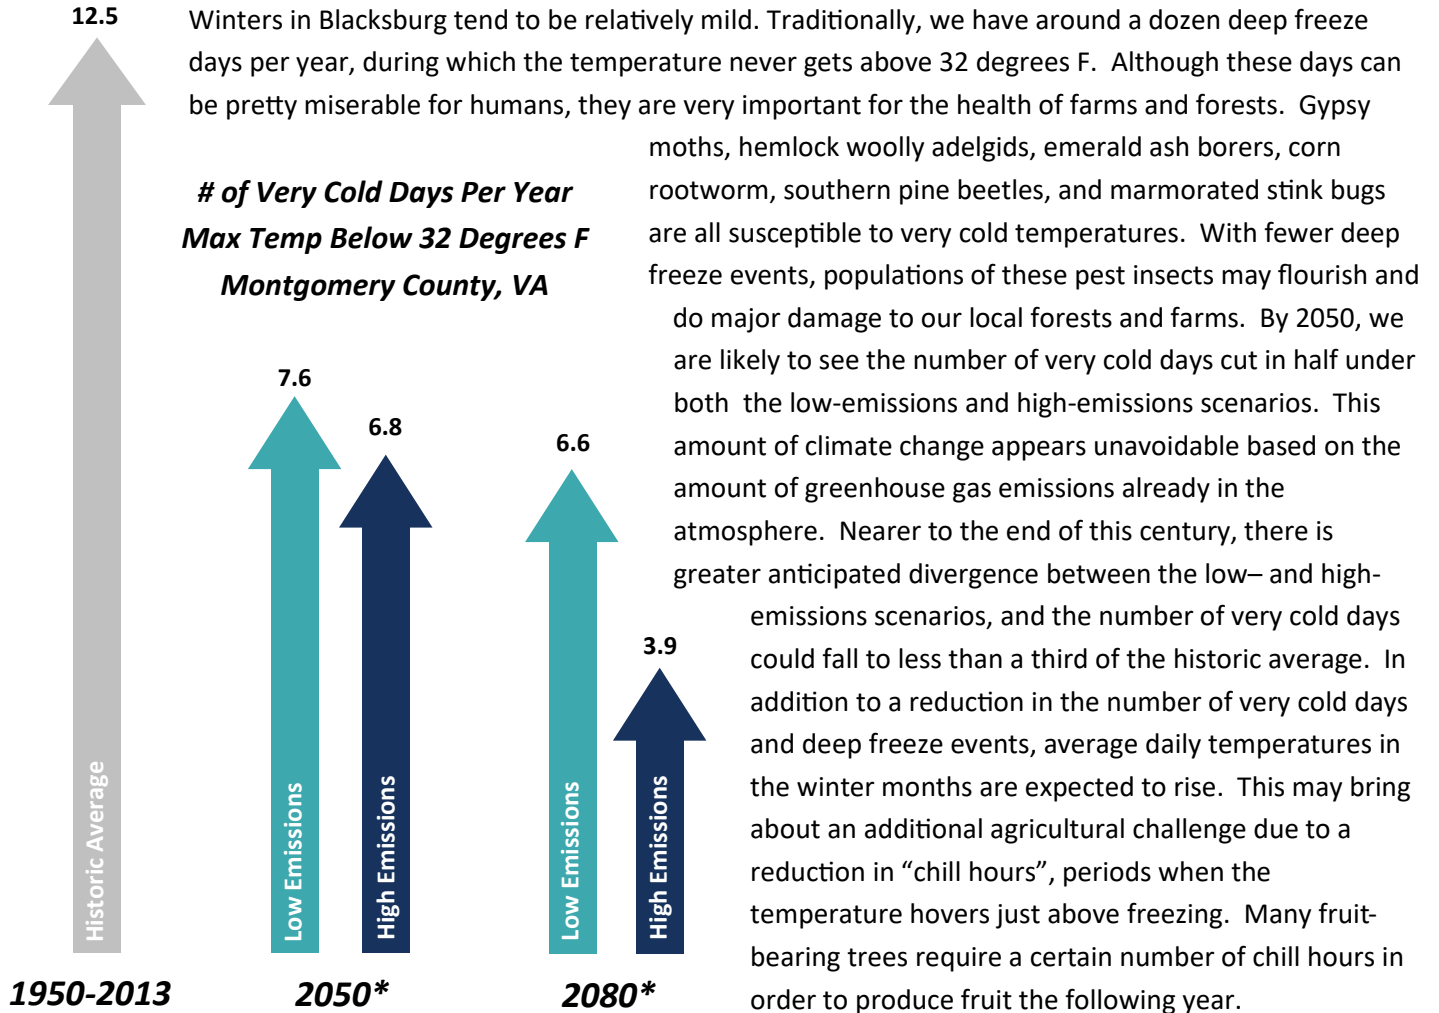 12.5
Winters in Blacksburg tend to be relatively mild. Traditionally, we have around a dozen deep freeze
days per year, during which the temperature never gets above 32 degrees F. Although these days can
be pretty miserable for humans, they are very important for the health of farms and forests. Gypsy
moths, hemlock woolly adelgids, emerald ash borers, corn
rootworm, southern pine beetles, and marmorated stink bugs
are all susceptible to very cold temperatures. With fewer deep
freeze events, populations of these pest insects may flourish and
do major damage to our local forests and farms. By 2050, we
are likely to see the number of very cold days cut in half under
both the low-emissions and high-emissions scenarios. This
amount of climate change appears unavoidable based on the
amount of greenhouse gas emissions already in the
atmosphere. Nearer to the end of this century, there is
greater anticipated divergence between the low– and high-
emissions scenarios, and the number of very cold days
could fall to less than a third of the historic average. In
addition to a reduction in the number of very cold days
and deep freeze events, average daily temperatures in
the winter months are expected to rise. This may bring
about an additional agricultural challenge due to a
reduction in “chill hours”, periods when the
temperature hovers just above freezing. Many fruit-
bearing trees require a certain number of chill hours in
order to produce fruit the following year.
# of Very Cold Days Per Year
Max Temp Below 32 Degrees F
Montgomery County, VA
7.6
6.8
6.6
3.9
Historic Average
Low Emissions
High Emissions
Low Emissions
High Emissions
1950-2013
2050*
2080*